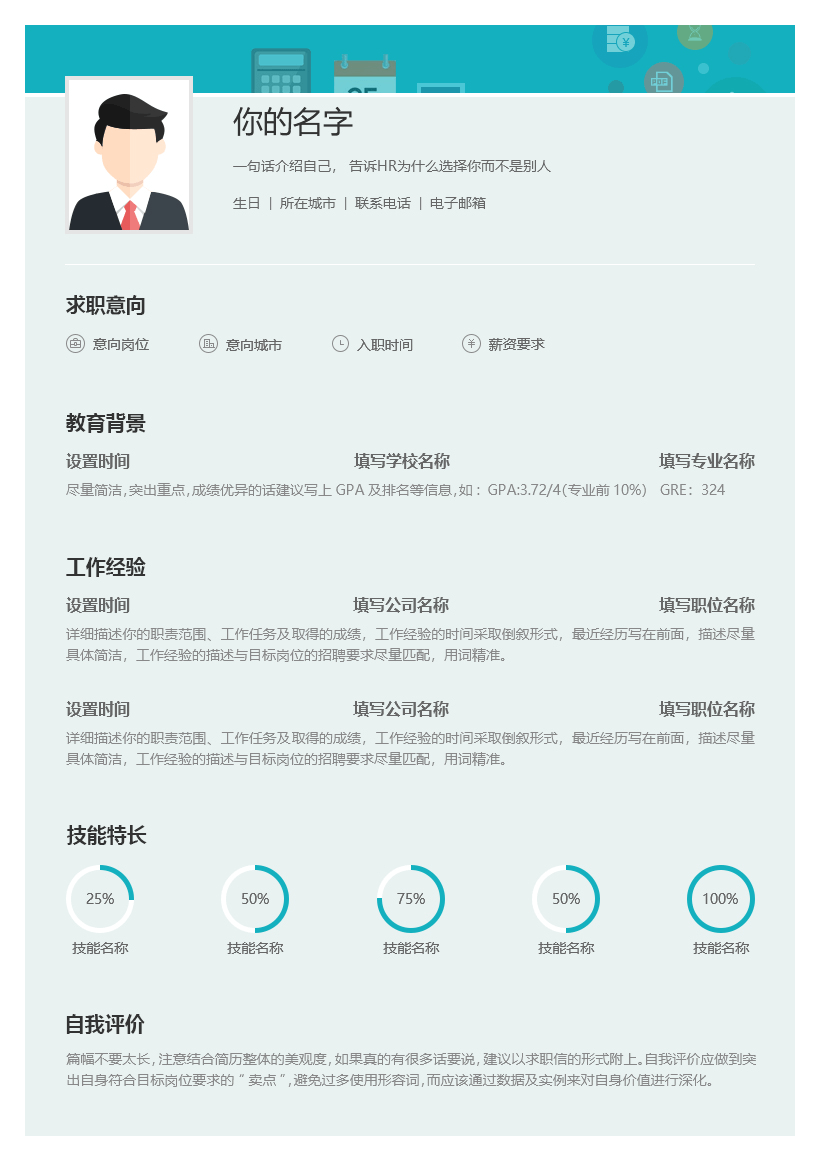 你的名字
一句话介绍自己， 告诉HR为什么选择你而不是别人
生日 | 所在城市 | 联系电话 | 电子邮箱
求职意向
意向岗位 意向城市 入职时间 薪资要求
教育背景
设置时间 填写学校名称 填写专业名称
尽量简洁,突出重点,成绩优异的话建议写上 GPA 及排名等信息,如： GPA:3.72/4(专业前 10%) GRE：324
工作经验
设置时间 填写公司名称 填写职位名称
详细描述你的职责范围、工作任务及取得的成绩，工作经验的时间采取倒叙形式，最近经历写在前面，描述尽量
具体简洁，工作经验的描述与目标岗位的招聘要求尽量匹配，用词精准。
设置时间 填写公司名称 填写职位名称
详细描述你的职责范围、工作任务及取得的成绩，工作经验的时间采取倒叙形式，最近经历写在前面，描述尽量
具体简洁，工作经验的描述与目标岗位的招聘要求尽量匹配，用词精准。
技能特长
25% 50% 75% 50% 100%
技能名称 技能名称 技能名称 技能名称 技能名称
自我评价
篇幅不要太长,注意结合简历整体的美观度,如果真的有很多话要说,建议以求职信的形式附上。自我评价应做到突
出自身符合目标岗位要求的 " 卖点 ",避免过多使用形容词,而应该通过数据及实例来对自身价值进行深化。